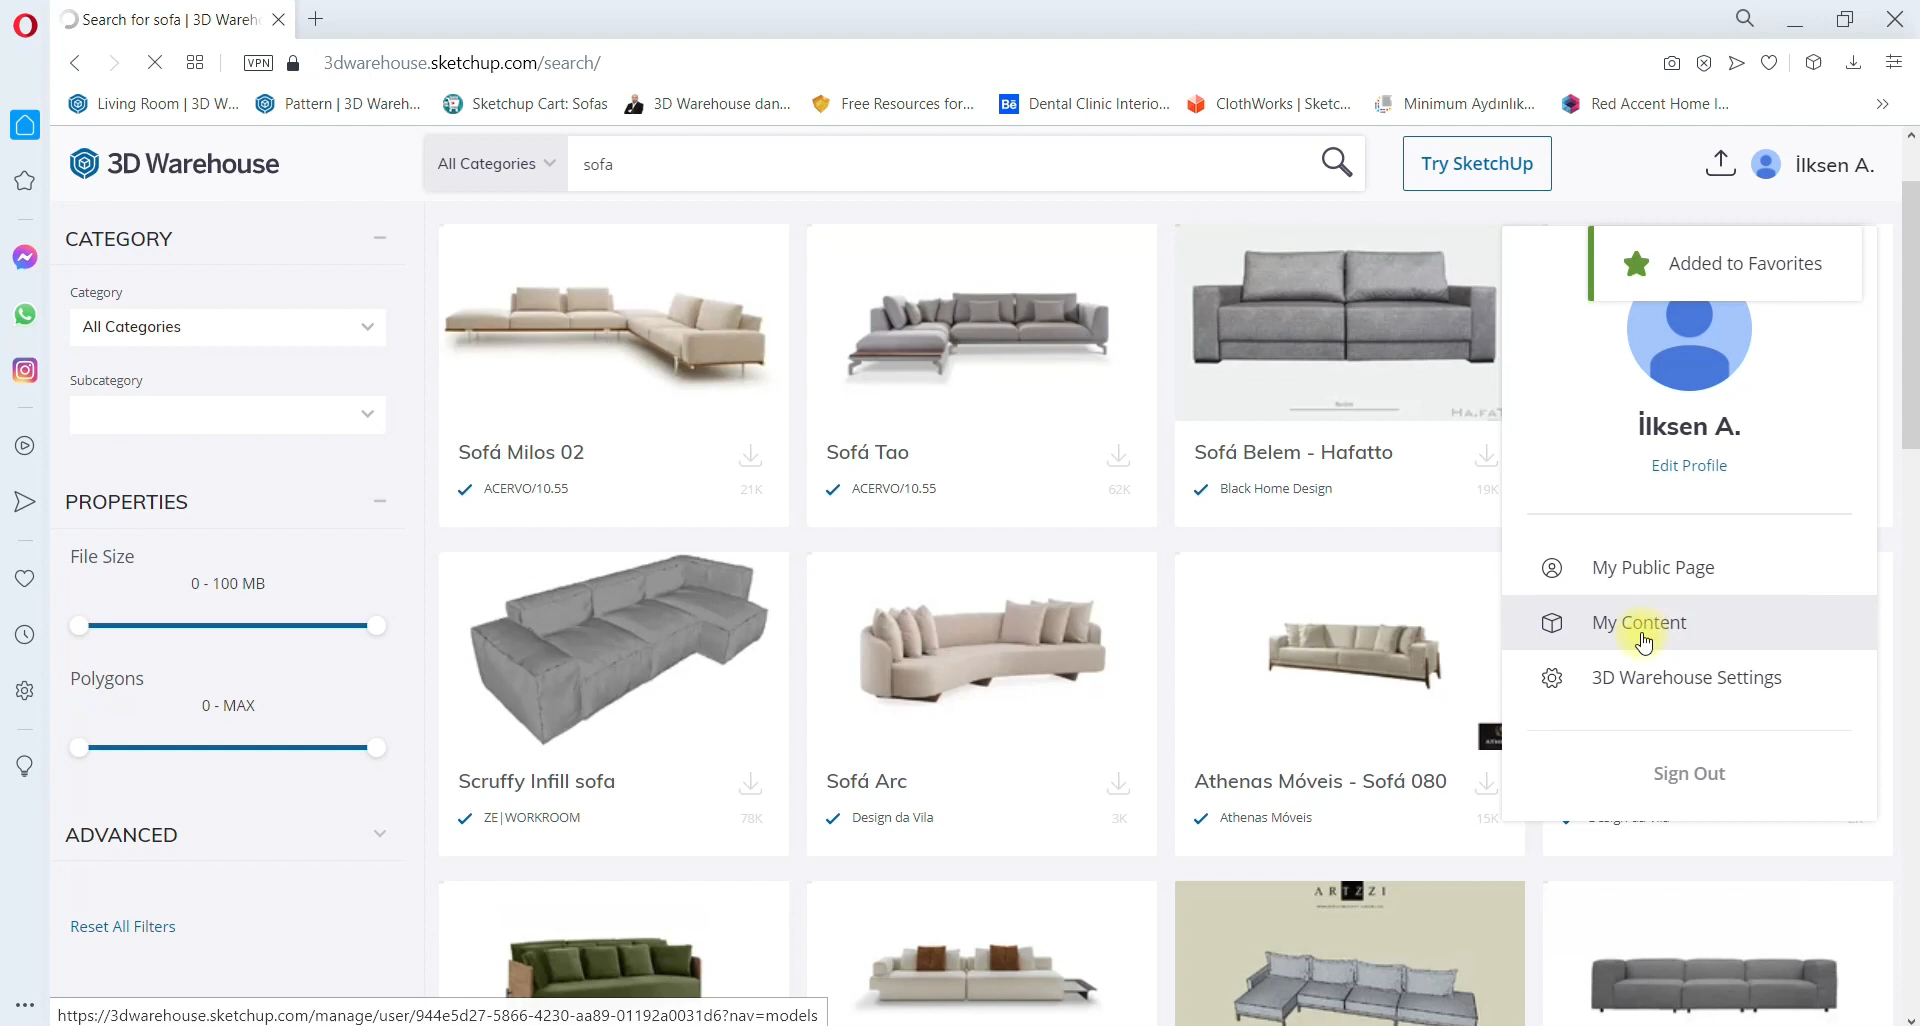 Search for sofa | 3D Wareh
VPN
3dwarehouse.sketchup.com/search/
Living Room | 3D W...
Pattern | 3D Wareh...
Sketchup Cart: Sofas
3D Warehouse dan...
Free Resources for...
Bē
Dental Clinic Interio...
ClothWorks | Sketc...
Minimum Aydınlık...
Red Accent Home I...
3D Warehouse
All Categories
sofa
Try SketchUp
İlksen A.
CATEGORY
Category
All Categories
Subcategory
PROPERTIES
File Size
0 - 100 MB
Polygons
0 - MAX
ADVANCED
Reset All Filters
Sofá Milos 02
ACERVO/10.55
21K
Sofá Tao
ACERVO/10.55
62K
HA.FAT
Sofá Belem - Hafatto
Black Home Design
19K
Scruffy Infill sofa
ZE|WORKROOM
78K
Sofá Arc
Design da Vila
3K
Athenas Móveis - Sofá 080
Athenas Móveis
15K
ARTZZI
Added to Favorites
İlksen A.
Edit Profile
My Public Page
My Content
3D Warehouse Settings
Sign Out
https://3dwarehouse.sketchup.com/manage/user/944e5d27-5866-4230-aa89-01192a0031d6?nav=models